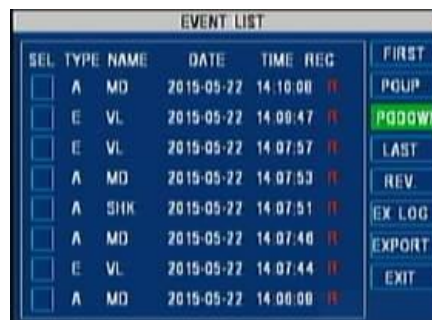 EVENT LIST
SEL TYPE NAME DATE TIME REC
A MD 2015-05-22 14:10:08 R
E VL 2015-05-22 14:08:47 R
E VL 2015-05-22 14:07:57 R
A MD 2015-05-22 14:07:53 R
A SHK 2015-05-22 14:07:51 R
A MD 2015-05-22 14:07:46 R
E VL 2015-05-22 14:07:44 R
A MD 2015-05-22
FIRST
PGUP
PGDOWN
LAST
REV.
EX LOG
EXPORT
EXIT